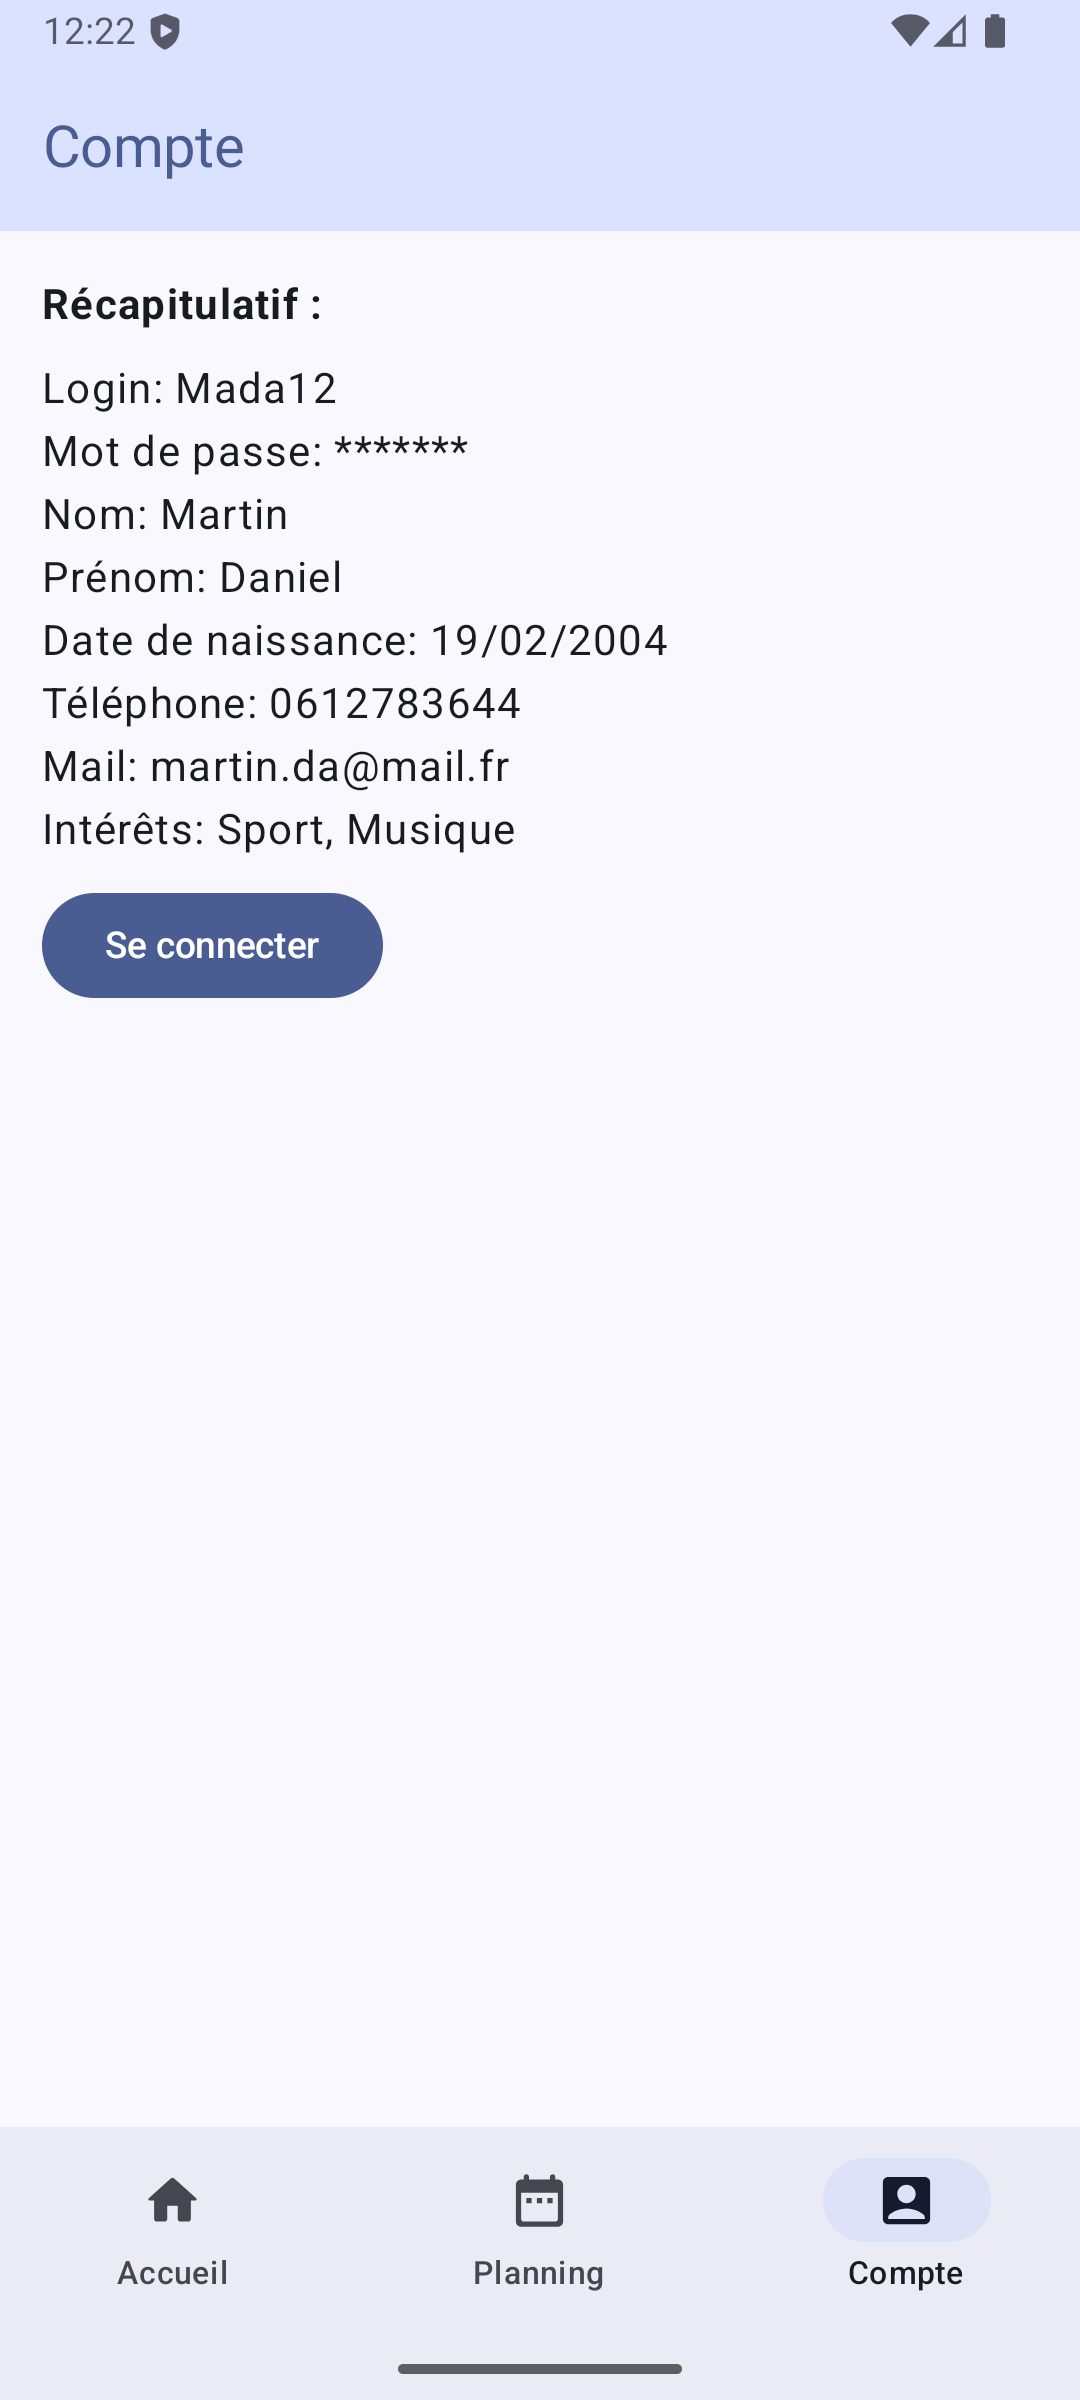 12:22
Compte
Récapitulatif :
Login: Mada12
Mot de passe: *******
Nom: Martin
Prénom: Daniel
Date de naissance: 19/02/2004
Téléphone: 0612783644
Mail: martin.da@mail.fr
Intérêts: Sport, Musique
Se connecter
Accueil
Planning
Compte